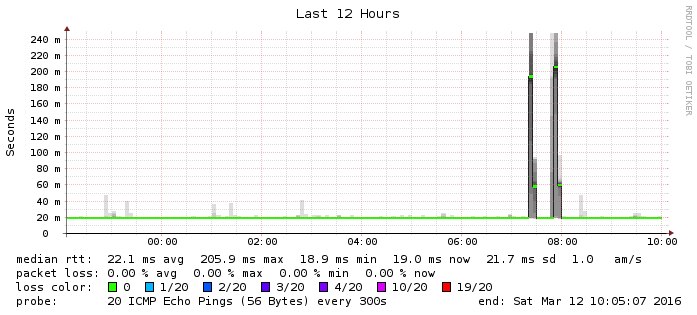 Last 12 Hours
RRDTOOL / TOBI OETIKER
Seconds
240 m
220 m
200 m
180 m
160 m
140 m
120 m
100 m
80 m
60 m
40 m
20 m
0
00:00 02:00 04:00 06:00 08:00 10:00
median rtt: 22.1 ms avg 205.9 ms max 18.9 ms min 19.0 ms now 21.7 ms sd 1.0 am/s
packet loss: 0.00 % avg 0.00 % max 0.00 % min 0.00 % now
loss color: 0 1/20 2/20 3/20 4/20 10/20 19/20
probe: 20 ICMP Echo Pings (56 Bytes) every 300s end: Sat Mar 12 10:05:07 2016